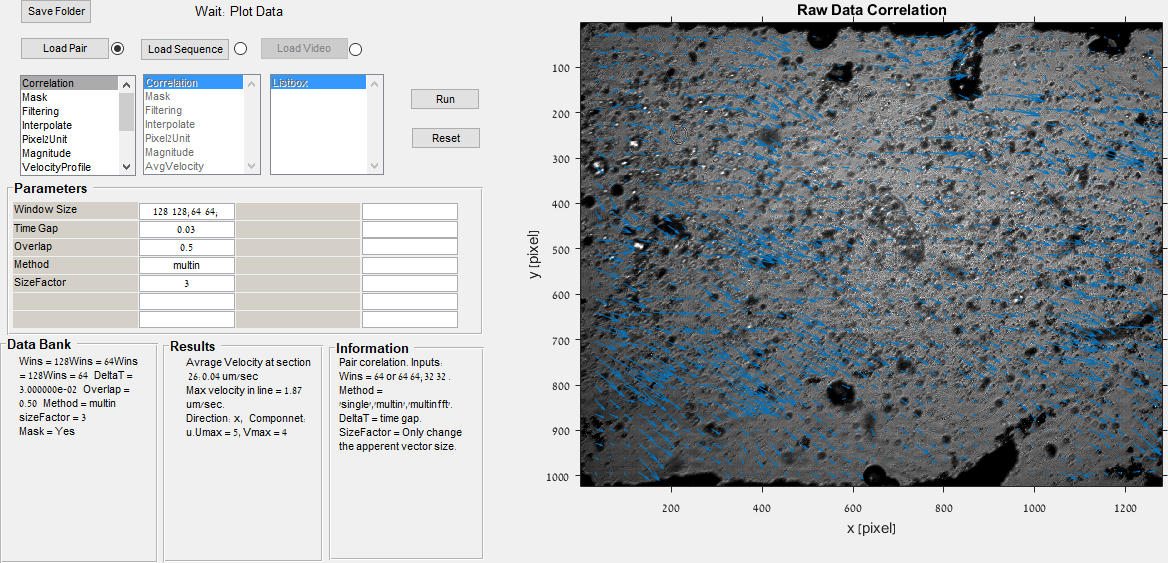 Save Folder
Wait: Plot Data
Load Pair
Load Sequence
Load Video
Correlation
Mask
Filtering
Interpolate
Pixel2Unit
Magnitude
VelocityProfile
Correlation
Mask
Filtering
Interpolate
Pixel2Unit
Magnitude
AvgVelocity
Listbox
Run
Reset
Parameters
Window Size 128 128;64 64;
Time Gap 0.03
Overlap 0.5
Method multin
SizeFactor 3
Data Bank
Wins = 128Wins = 64Wins
= 128Wins = 64 DeltaT =
3.000000e-02 Overlap =
0.50 Method = multin
sizeFactor = 3
Mask = Yes
Results
Avrage Velocity at section
26: 0.04 um/sec
Max velocity in line = 1.87
um/sec.
Direction: x, Componnet:
u.Umax = 5, Vmax = 4
Information
Pair corelation. Inputs:
Wins = 64 or 64 64; 32 32 .
Method =
'single','multin','multinfft'.
DeltaT = time gap.
SizeFactor = Only change
the apperent vector size.
Raw Data Correlation
y [pixel]
100
200
300
400
500
600
700
800
900
1000
200 400 600 800 1000 1200
x [pixel]